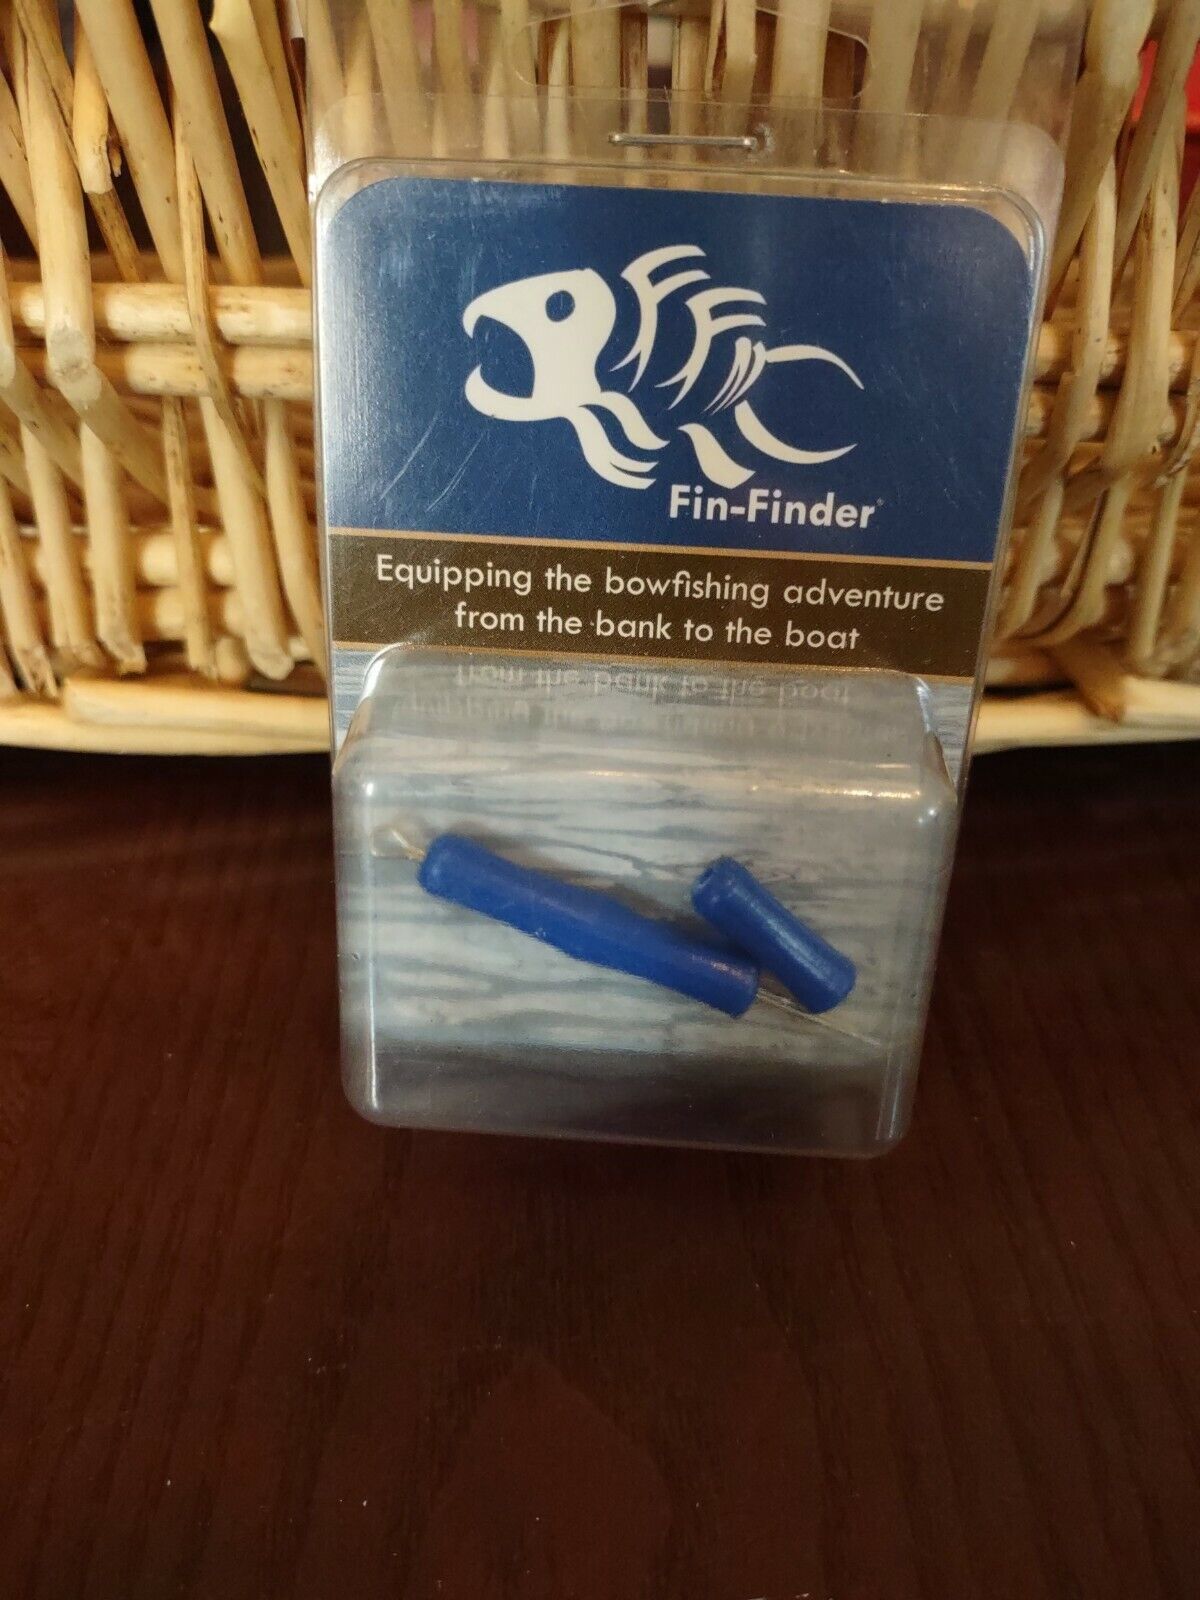 Fin-Finder®
Equipping the bowfishing adventure
from the bank to the boat